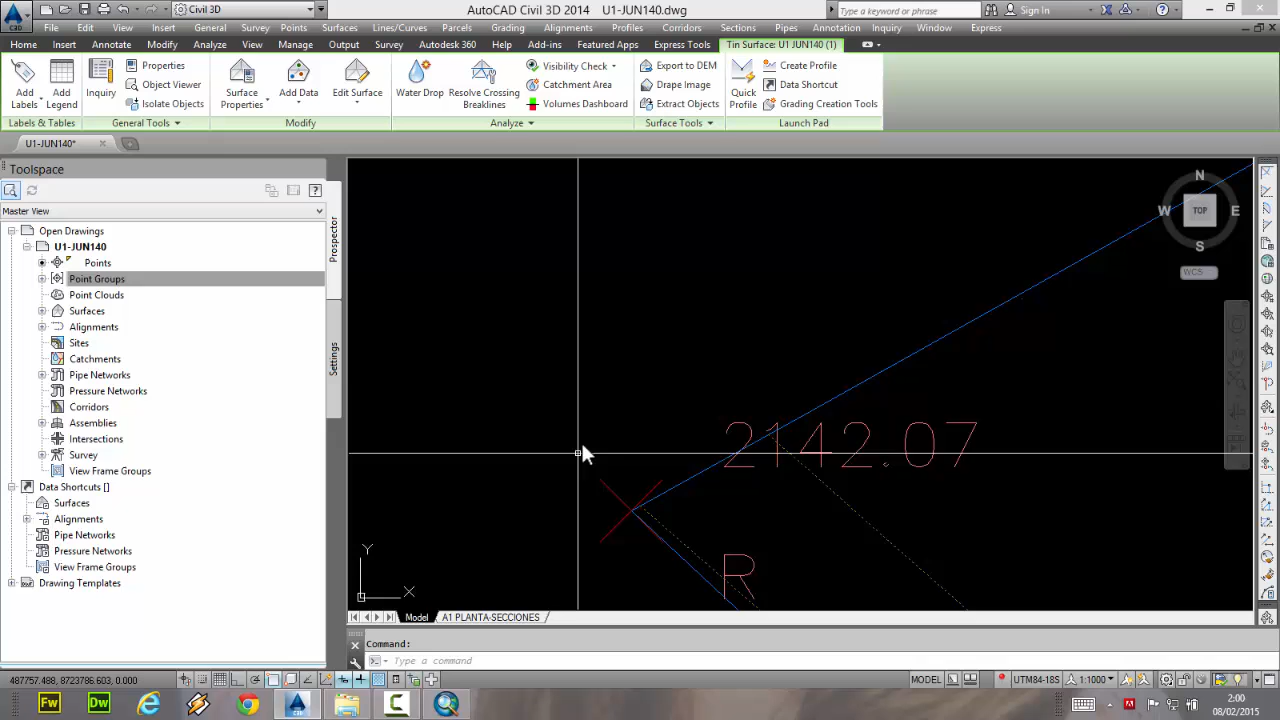 Civil 3D
AutoCAD Civil 3D 2014 U1-JUN140.dwg
Type a keyword or phrase
Sign In
File Edit View Insert General Survey Points Surfaces Lines/Curves Parcels Grading Alignments Profiles Corridors Sections Pipes Modify Inquiry Window Express
Home Insert Annotate Modify Analyze View Manage Output Survey Autodesk 360 Help Add-ins Featured Apps Express Tools Tin Surface: U1 JUN140 (1)
Add Labels
Add Legend
Inquiry
Properties
Object Viewer
Isolate Objects
Surface Properties
Add Data
Edit Surface
Water Drop
Resolve Crossing Breaklines
Visibility Check
Catchment Area
Volumes Dashboard
Export to DEM
Drape Image
Extract Objects
Quick Profile
Create Profile
Data Shortcut
Grading Creation Tools
Labels & Tables General Tools Modify Analyze Surface Tools Launch Pad
U1-JUN140*
Toolspace
Master View
Open Drawings
U1-JUN140
Points
Point Groups
Point Clouds
Surfaces
Alignments
Sites
Catchments
Pipe Networks
Pressure Networks
Corridors
Assemblies
Intersections
Survey
View Frame Groups
Data Shortcuts []
Surfaces
Alignments
Pipe Networks
Pressure Networks
View Frame Groups
Drawing Templates
Prospector
Settings
N
W TOP E
S
WCS
2142.07
R
Y
X
Model A1 PLANTA-SECCIONES
Command:
Type a command
487757.488, 8723786.603, 0.000
MODEL
UTM84-18S
1:1000
Fw
Dw
2:00
08/02/2015